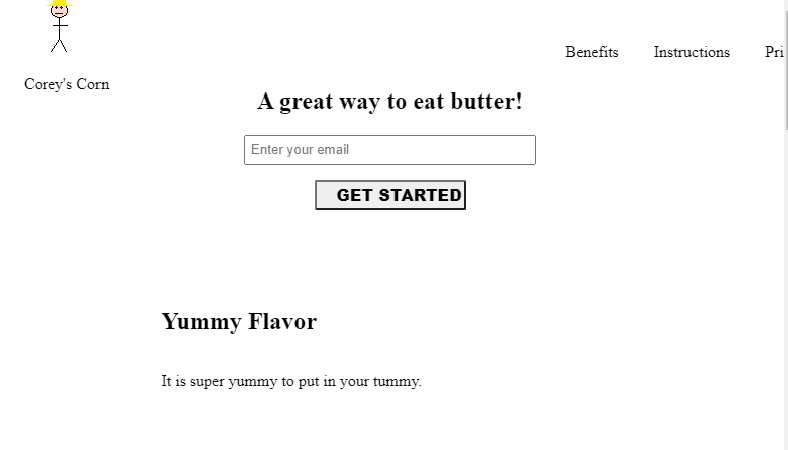 Benefits Instructions Pri
Corey's Corn
A great way to eat butter!
Enter your email
GET STARTED
Yummy Flavor
It is super yummy to put in your tummy.